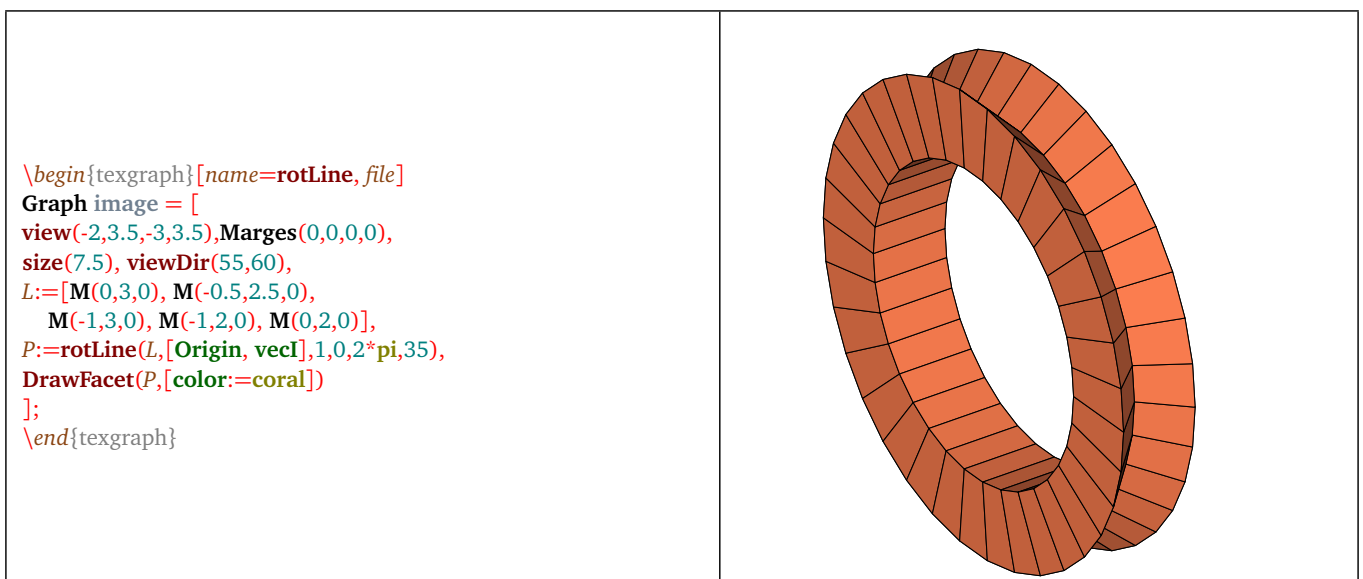 \begin{texgraph}[name=rotLine, file]
Graph image = [
view(-2,3.5,-3,3.5),Marges(0,0,0,0),
size(7.5), viewDir(55,60),
L:=[M(0,3,0), M(-0.5,2.5,0),
M(-1,3,0), M(-1,2,0), M(0,2,0)],
P:=rotLine(L,[Origin, vecI],1,0,2*pi,35),
DrawFacet(P,[color:=coral])
];
\end{texgraph}